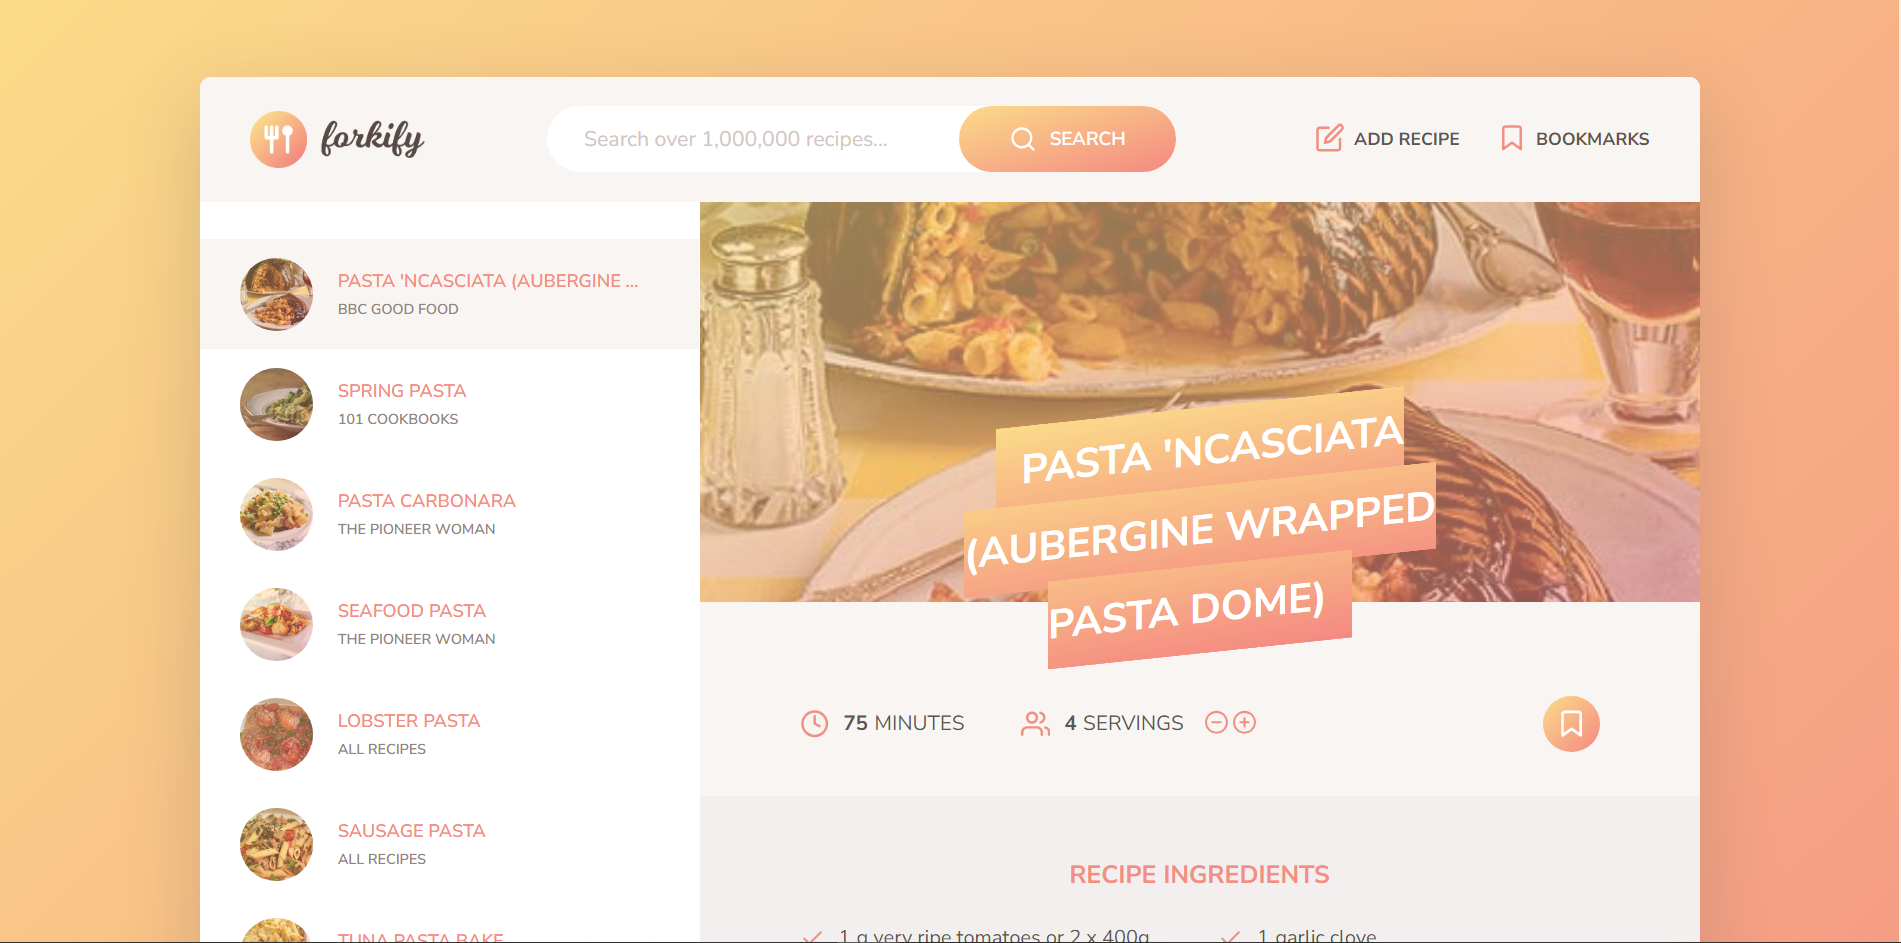 forkify
Search over 1,000,000 recipes...
SEARCH
ADD RECIPE
BOOKMARKS
PASTA 'NCASCIATA (AUBERGINE ...
BBC GOOD FOOD
SPRING PASTA
101 COOKBOOKS
PASTA CARBONARA
THE PIONEER WOMAN
SEAFOOD PASTA
THE PIONEER WOMAN
LOBSTER PASTA
ALL RECIPES
SAUSAGE PASTA
ALL RECIPES
TUNA PASTA BAKE
PASTA 'NCASCIATA
(AUBERGINE WRAPPED
PASTA DOME)
75 MINUTES
4 SERVINGS
RECIPE INGREDIENTS
1 g very ripe tomatoes or 2 x 400g
1 garlic clove